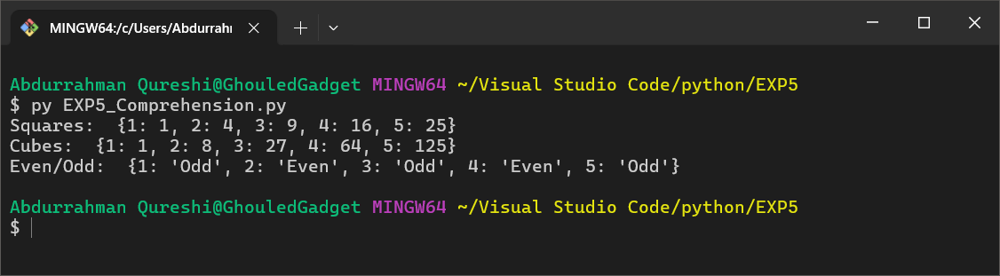 MINGW64:/c/Users/Abdurrahr
Abdurrahman Qureshi@GhouledGadget MINGW64 ~/Visual Studio Code/python/EXP5
$ py EXP5_Comprehension.py
Squares:  {1: 1, 2: 4, 3: 9, 4: 16, 5: 25}
Cubes:  {1: 1, 2: 8, 3: 27, 4: 64, 5: 125}
Even/Odd:  {1: 'Odd', 2: 'Even', 3: 'Odd', 4: 'Even', 5: 'Odd'}
Abdurrahman Qureshi@GhouledGadget MINGW64 ~/Visual Studio Code/python/EXP5
$